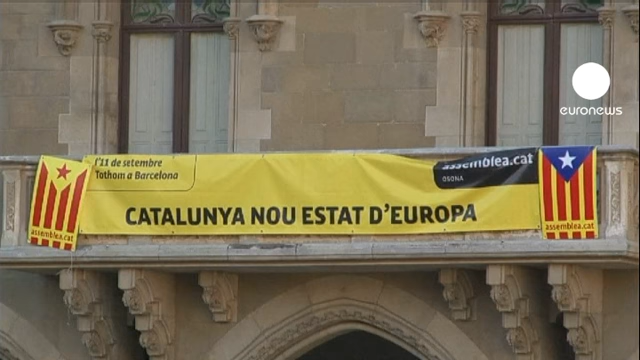 l'11 de setembre
Tothom a Barcelona
assemblea.cat
OSONA
CATALUNYA NOU ESTAT D'EUROPA
assemblea.cat
assemblea.cat
euronews